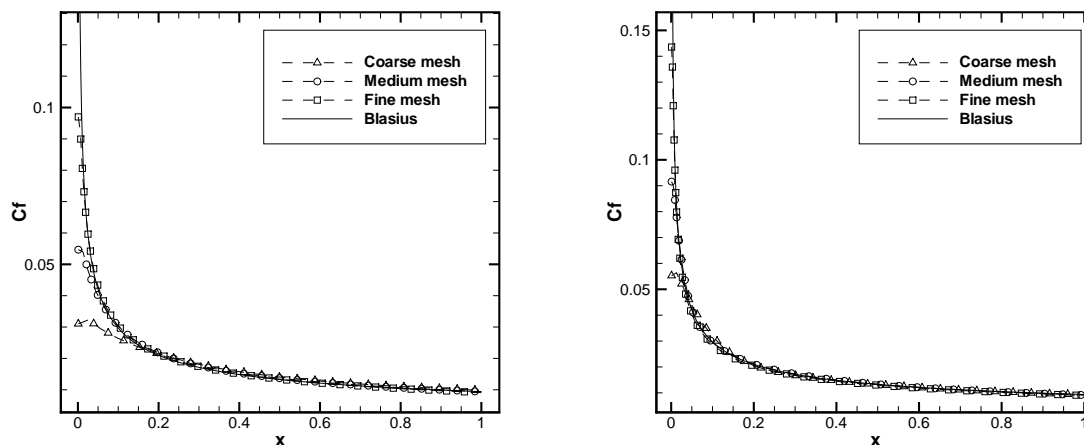 Cf
0.1
0.05
0 0.2 0.4 0.6 0.8 1
x
Coarse mesh
Medium mesh
Fine mesh
Blasius
Cf
0.15
0.1
0.05
0 0.2 0.4 0.6 0.8 1
x
Coarse mesh
Medium mesh
Fine mesh
Blasius